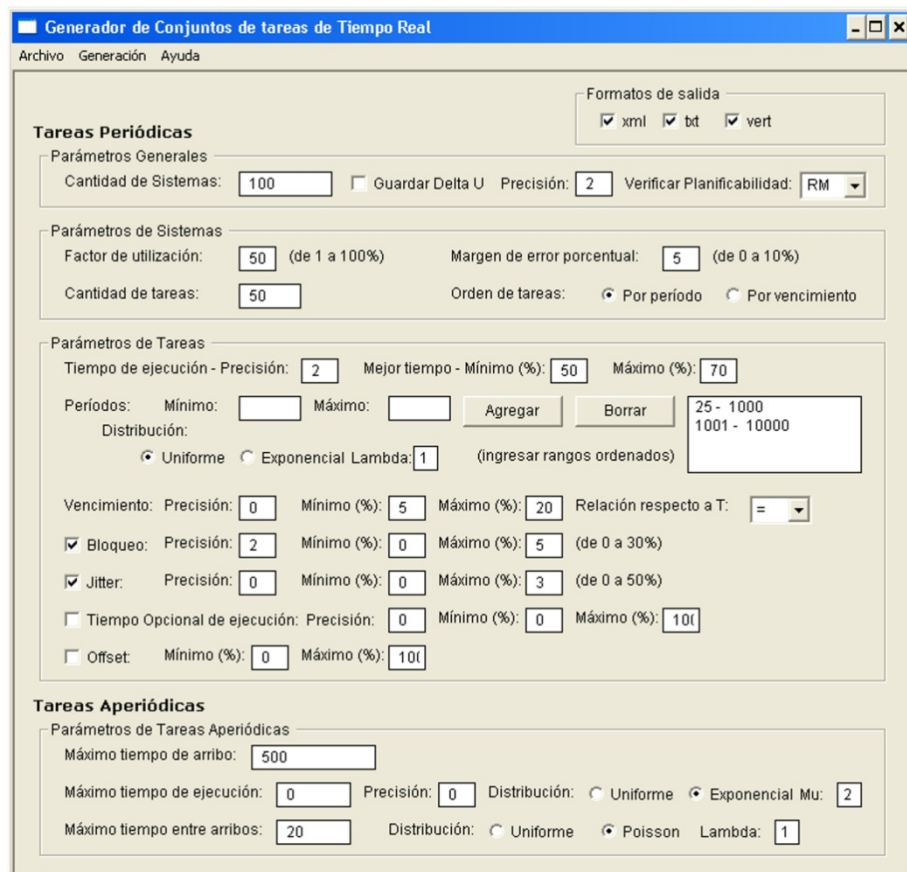 Generador de Conjuntos de tareas de Tiempo Real
Archivo Generación Ayuda
Formatos de salida
xml txt vert
Tareas Periódicas
Parámetros Generales
Cantidad de Sistemas: 100 Guardar Delta U Precisión: 2 Verificar Planificabilidad: RM
Parámetros de Sistemas
Factor de utilización: 50 (de 1 a 100%) Margen de error porcentual: 5 (de 0 a 10%)
Cantidad de tareas: 50 Orden de tareas: Por período Por vencimiento
Parámetros de Tareas
Tiempo de ejecución - Precisión: 2 Mejor tiempo - Mínimo (%): 50 Máximo (%): 70
Períodos: Mínimo: Máximo: Agregar Borrar 25 - 1000
1001 - 10000
Distribución:
Uniforme Exponencial Lambda: 1 (ingresar rangos ordenados)
Vencimiento: Precisión: 0 Mínimo (%): 5 Máximo (%): 20 Relación respecto a T: =
Bloqueo: Precisión: 2 Mínimo (%): 0 Máximo (%): 5 (de 0 a 30%)
Jitter: Precisión: 0 Mínimo (%): 0 Máximo (%): 3 (de 0 a 50%)
Tiempo Opcional de ejecución: Precisión: 0 Mínimo (%): 0 Máximo (%): 10(
Offset: Mínimo (%): 0 Máximo (%): 10(
Tareas Aperiódicas
Parámetros de Tareas Aperiódicas
Máximo tiempo de arribo: 500
Máximo tiempo de ejecución: 0 Precisión: 0 Distribución: Uniforme Exponencial Mu: 2
Máximo tiempo entre arribos: 20 Distribución: Uniforme Poisson Lambda: 1